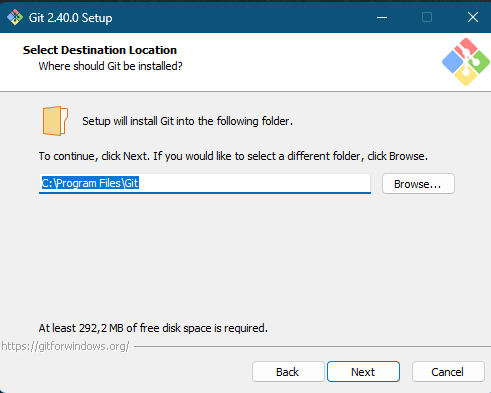 Git 2.40.0 Setup
Select Destination Location
Where should Git be installed?
Setup will install Git into the following folder.
To continue, click Next. If you would like to select a different folder, click Browse.
C:\Program Files\Git
Browse...
At least 292,2 MB of free disk space is required.
https://gitforwindows.org/
Back
Next
Cancel